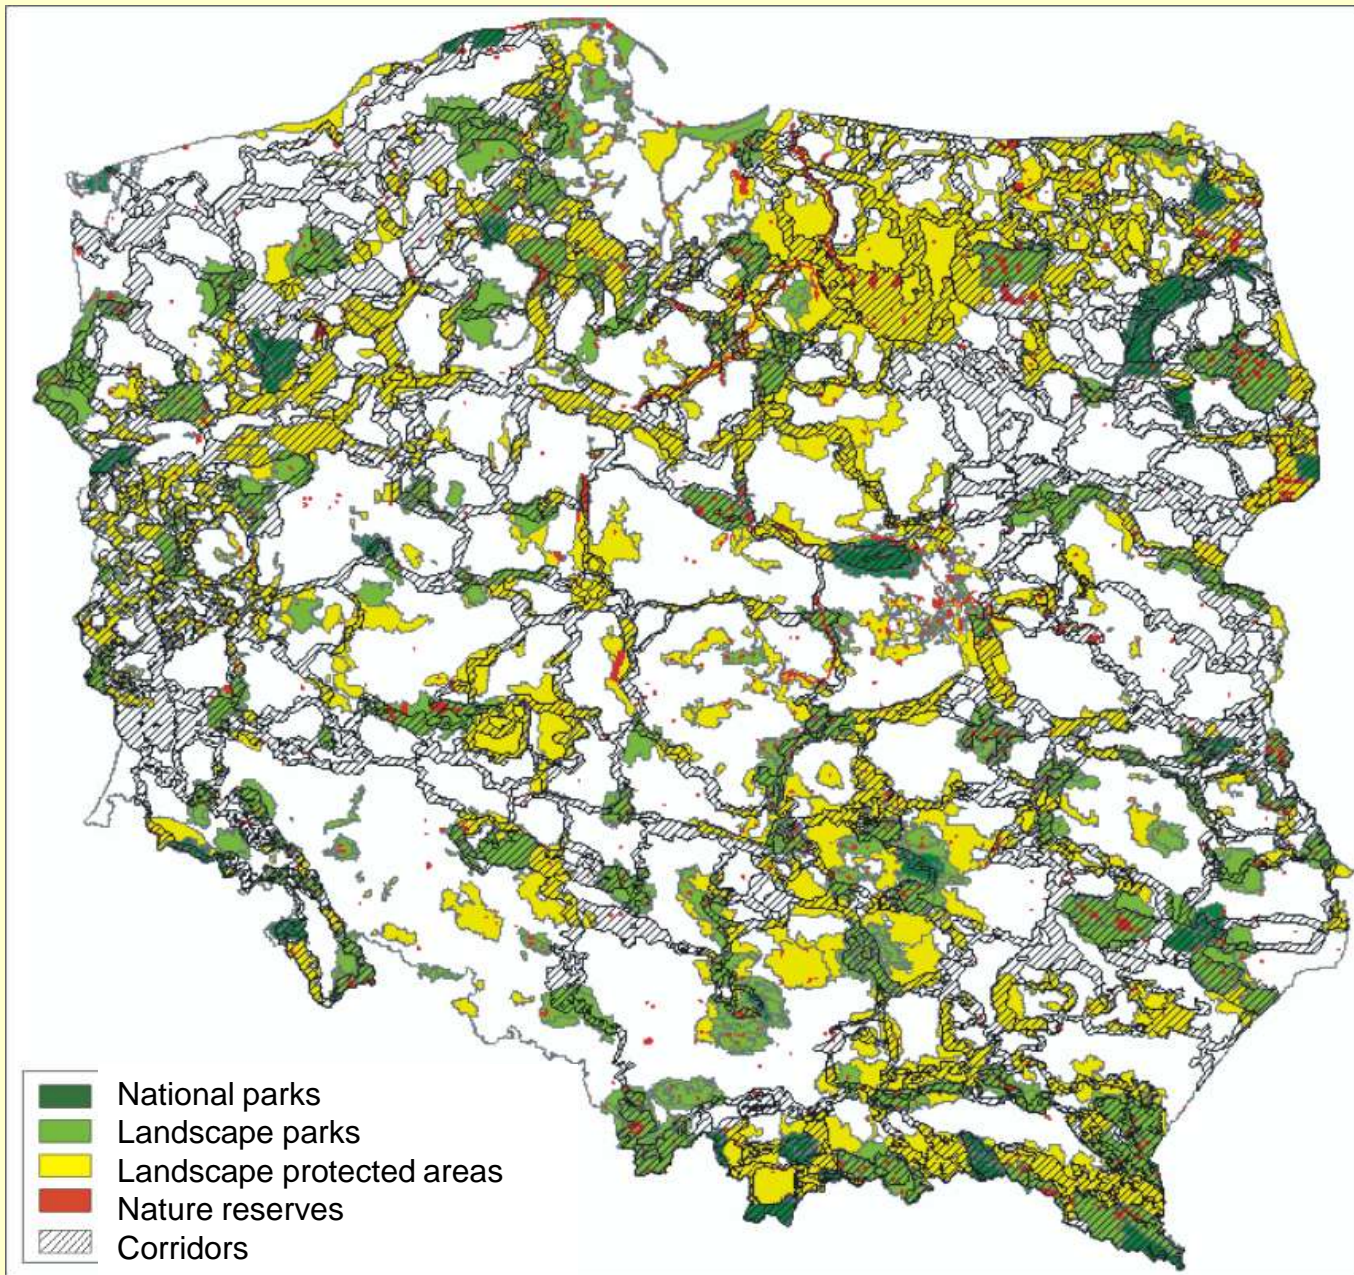 National parks
Landscape parks
Landscape protected areas
Nature reserves
Corridors